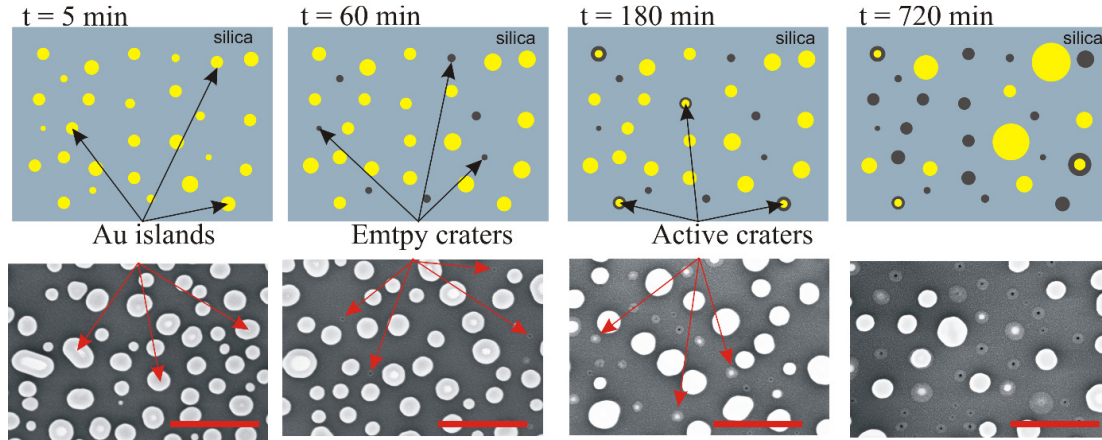 t = 5 min
t = 60 min
t = 180 min
t = 720 min
silica
silica
silica
silica
Au islands
Emtpy craters
Active craters